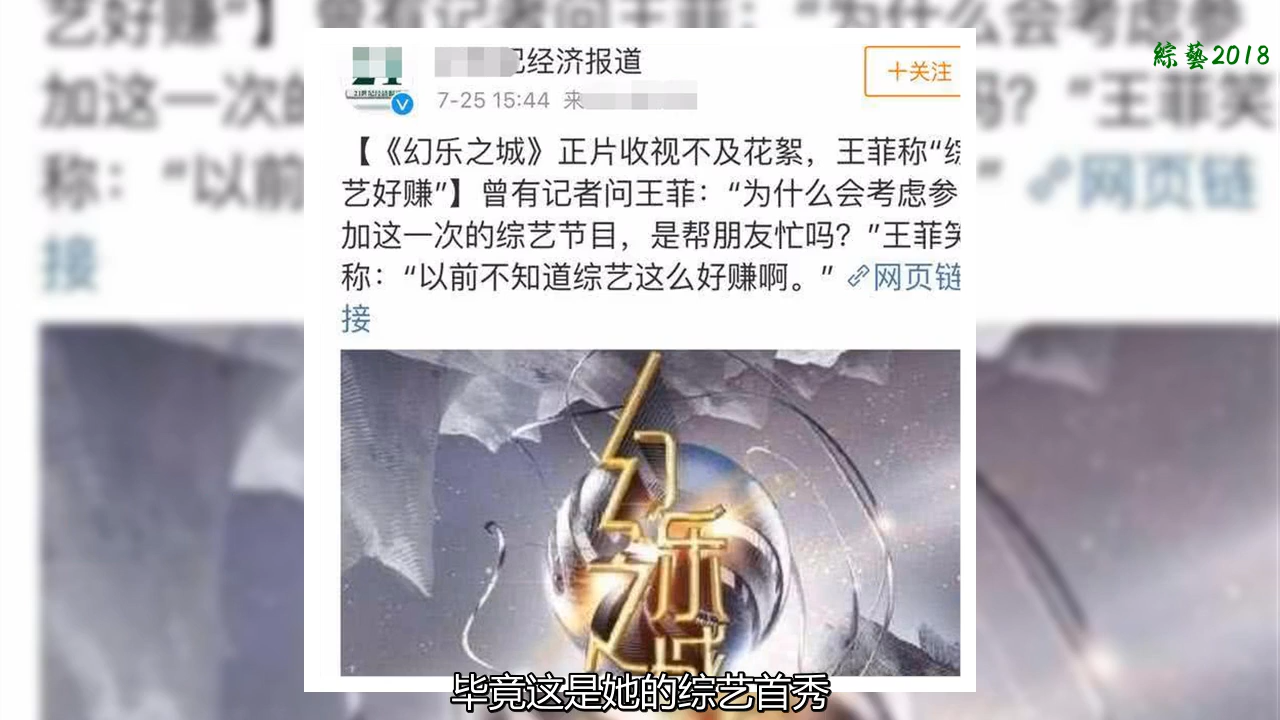 綜藝2018
经济报道
十关注
7-25 15:44 来
【《幻乐之城》正片收视不及花絮，王菲称“综
艺好赚”】曾有记者问王菲：“为什么会考虑参
加这一次的综艺节目，是帮朋友忙吗？”王菲笑
称：“以前不知道综艺这么好赚啊。”网页链
接
幻
乐
之
城
毕竟这是她的综艺首秀